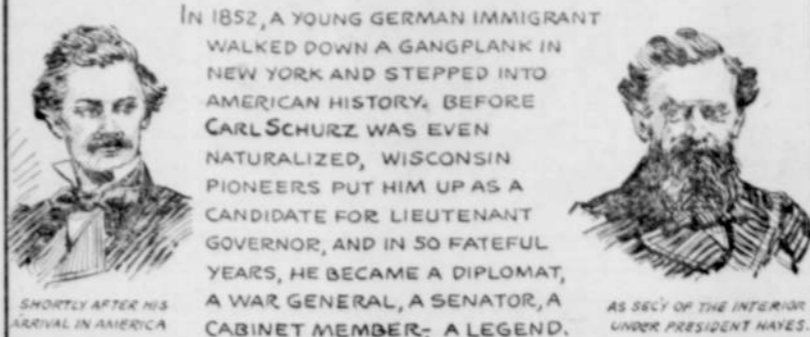 IN 1852, A YOUNG GERMAN IMMIGRANT
WALKED DOWN A GANGPLANK IN
NEW YORK AND STEPPED INTO
AMERICAN HISTORY. BEFORE
CARL SCHURZ WAS EVEN
NATURALIZED, WISCONSIN
PIONEERS PUT HIM UP AS A
CANDIDATE FOR LIEUTENANT
GOVERNOR, AND IN 50 FATEFUL
YEARS, HE BECAME A DIPLOMAT,
A WAR GENERAL, A SENATOR, A
CABINET MEMBER- A LEGEND.
SHORTLY AFTER HIS
ARRIVAL IN AMERICA
AS SEC'Y OF THE INTERIOR
UNDER PRESIDENT HAYES.